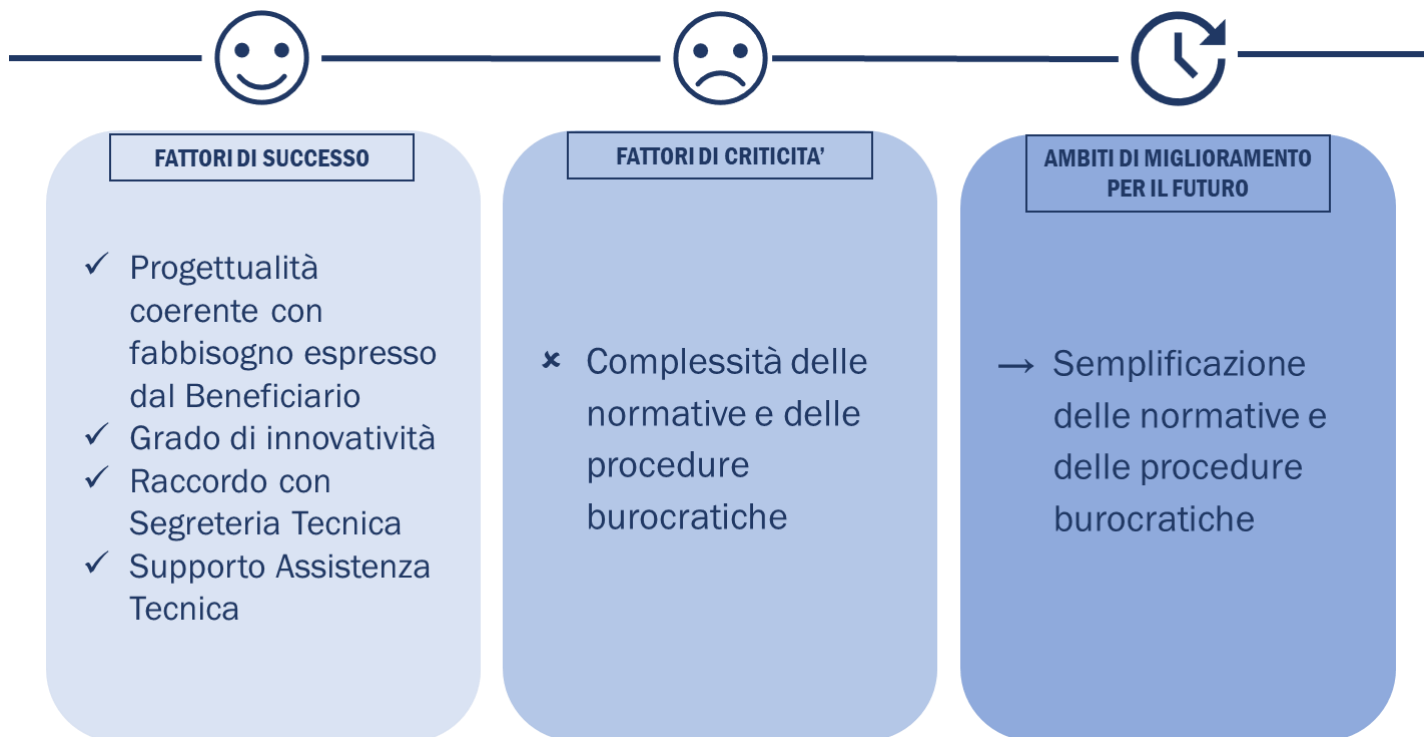 FATTORI DI SUCCESSO
✓ Progettualità
coerente con
fabbisogno espresso
dal Beneficiario
✓ Grado di innovatività
✓ Raccordo con
Segreteria Tecnica
✓ Supporto Assistenza
Tecnica
FATTORI DI CRITICITA'
× Complessità delle
normative e delle
procedure
burocratiche
AMBITI DI MIGLIORAMENTO
PER IL FUTURO
→ Semplificazione
delle normative e
delle procedure
burocratiche